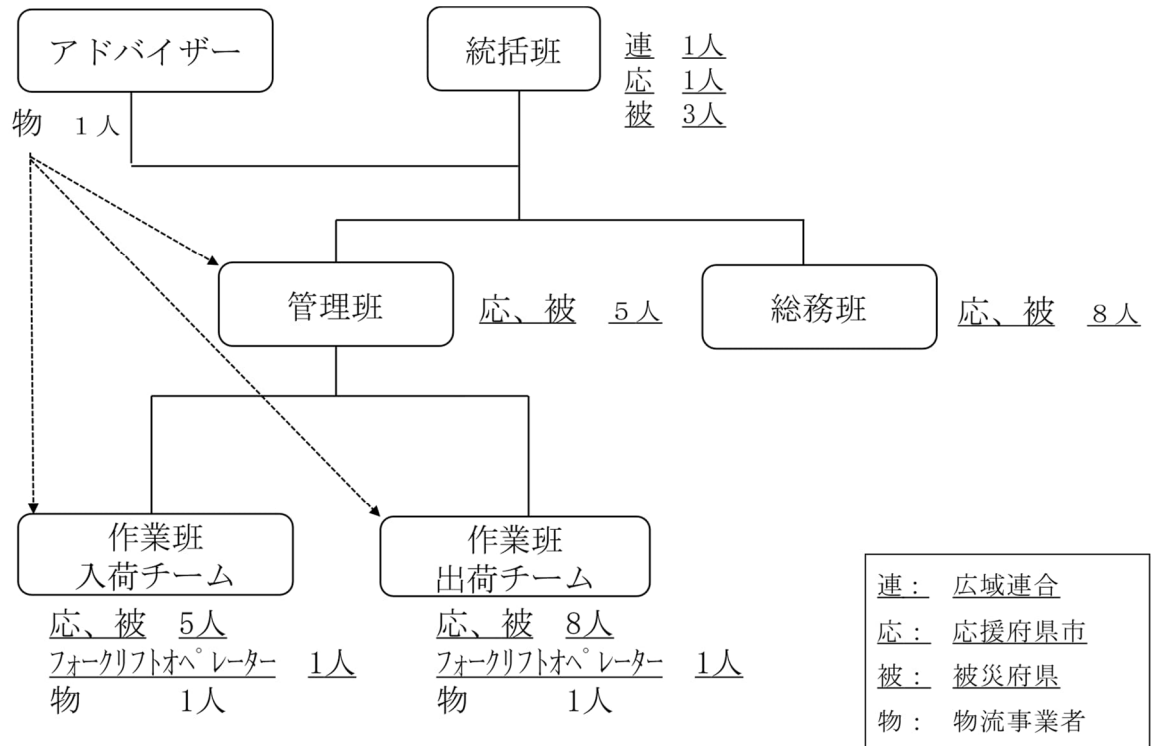 アドバイザー
物 １人
統括班
連 1人
応 1人
被 3人
管理班
応、被 ５人
総務班
応、被 ８人
作業班
入荷チーム
応、被 5人
フォークリフトオペレーター 1人
物 1人
作業班
出荷チーム
応、被 8人
フォークリフトオペレーター 1人
物 1人
連： 広域連合
応： 応援府県市
被： 被災府県
物： 物流事業者